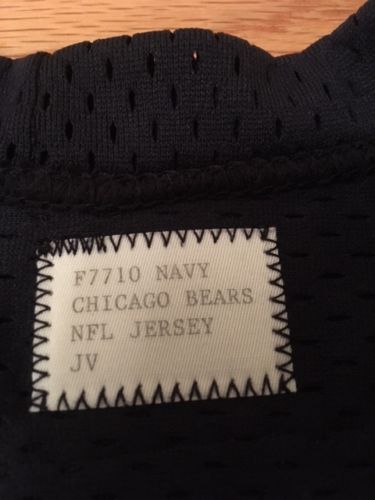 F7710 NAVY
CHICAGO BEARS
NFL JERSEY
JV